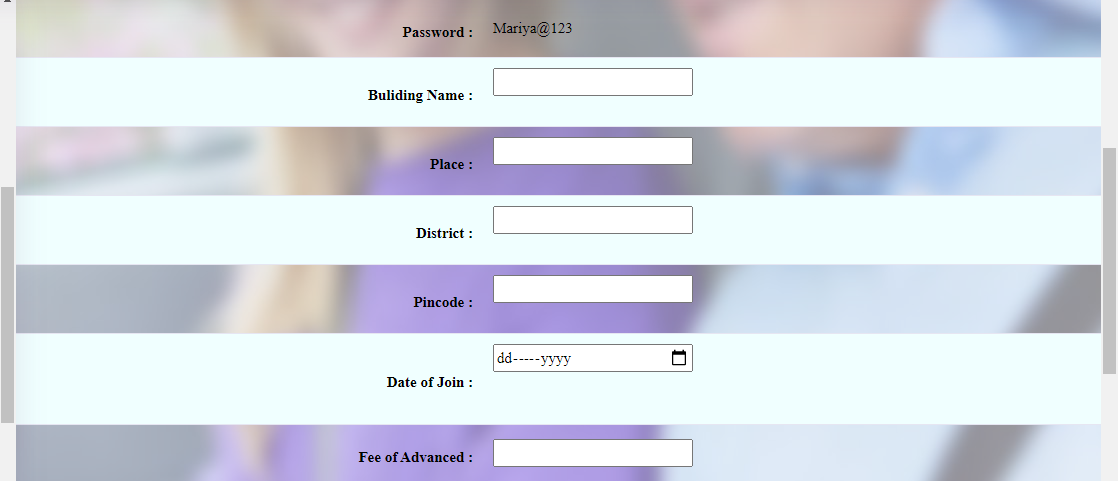 Password : Mariya@123
Buliding Name :
Place :
District :
Pincode :
Date of Join : dd-----yyyy
Fee of Advanced :